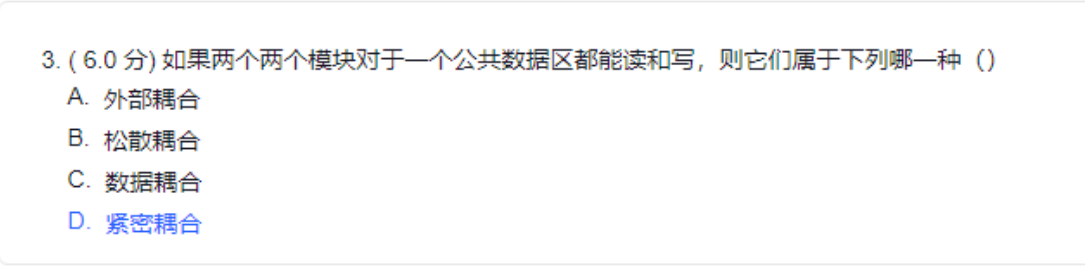 3. ( 6.0 分) 如果两个两个模块对于一个公共数据区都能读和写，则它们属于下列哪一种（）
A. 外部耦合
B. 松散耦合
C. 数据耦合
D. 紧密耦合